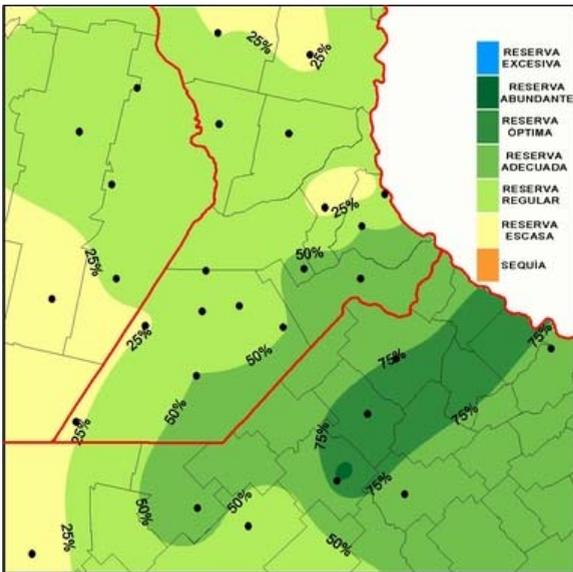 25%
25%
RESERVA
EXCESIVA
RESERVA
ABUNDANTE
RESERVA
ÓPTIMA
RESERVA
ADECUADA
RESERVA
REGULAR
RESERVA
ESCASA
SEQUÌA
25%
50%
25%
25%
50%
75%
75%
50%
75%
25%
75%
75%
50%
50%
25%
50%